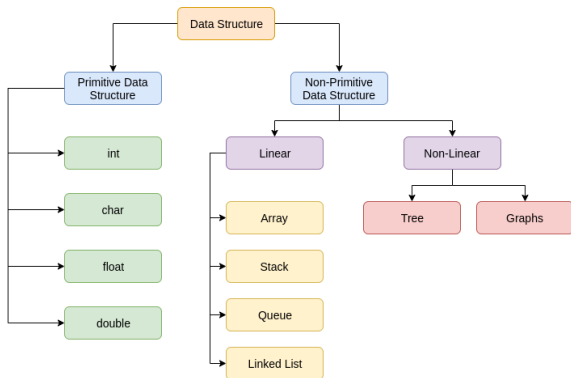 Data Structure
Primitive Data
Structure
Non-Primitive
Data Structure
int
Linear
Non-Linear
char
Array
Tree
Graphs
float
Stack
double
Queue
Linked List